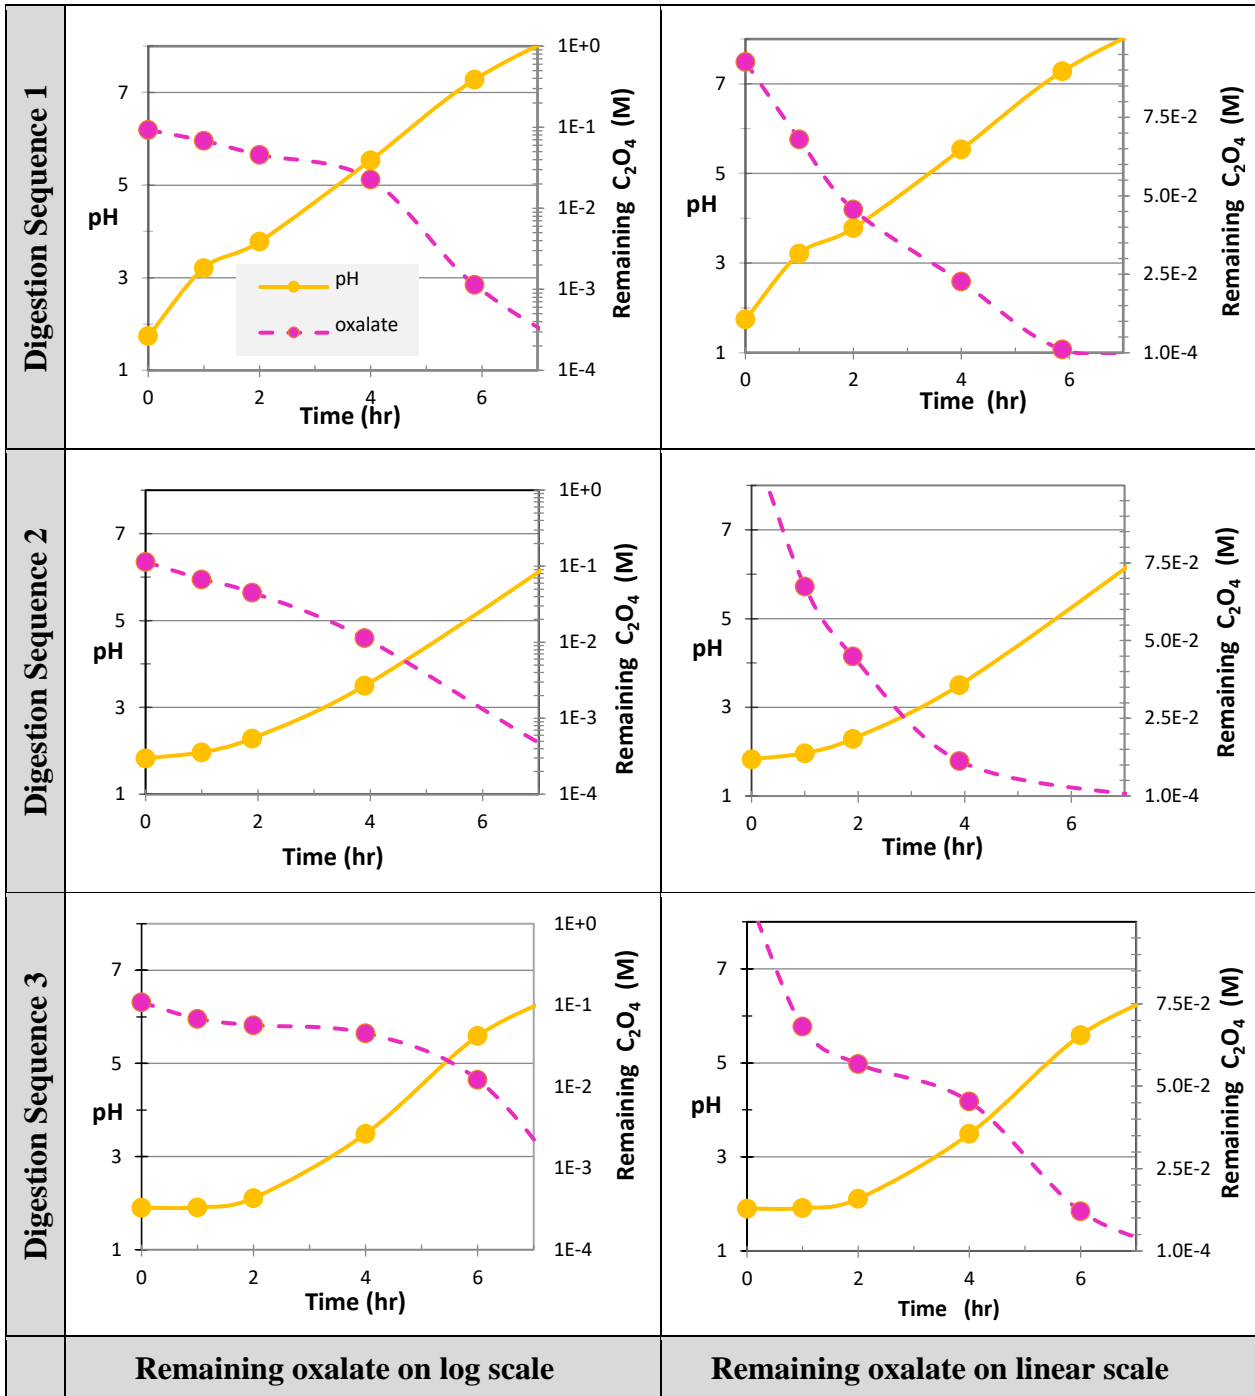 Digestion Sequence 1
7
5
3
1
pH
0
2
4
6
Time (hr)
1E+0
1E-1
1E-2
1E-3
1E-4
Remaining C₂O₄ (M)
pH
oxalate
7
5
3
1
pH
0
2
4
6
Time (hr)
7.5E-2
5.0E-2
2.5E-2
1.0E-4
Remaining C₂O₄ (M)
Digestion Sequence 2
7
5
3
1
pH
0
2
4
6
Time (hr)
1E+0
1E-1
1E-2
1E-3
1E-4
Remaining C₂O₄ (M)
7
5
3
1
pH
0
2
4
6
Time (hr)
7.5E-2
5.0E-2
2.5E-2
1.0E-4
Remaining C₂O₄ (M)
Digestion Sequence 3
7
5
3
1
pH
0
2
4
6
Time (hr)
1E+0
1E-1
1E-2
1E-3
1E-4
Remaining C₂O₄ (M)
7
5
3
1
pH
0
2
4
6
Time (hr)
7.5E-2
5.0E-2
2.5E-2
1.0E-4
Remaining C₂O₄ (M)
Remaining oxalate on log scale
Remaining oxalate on linear scale